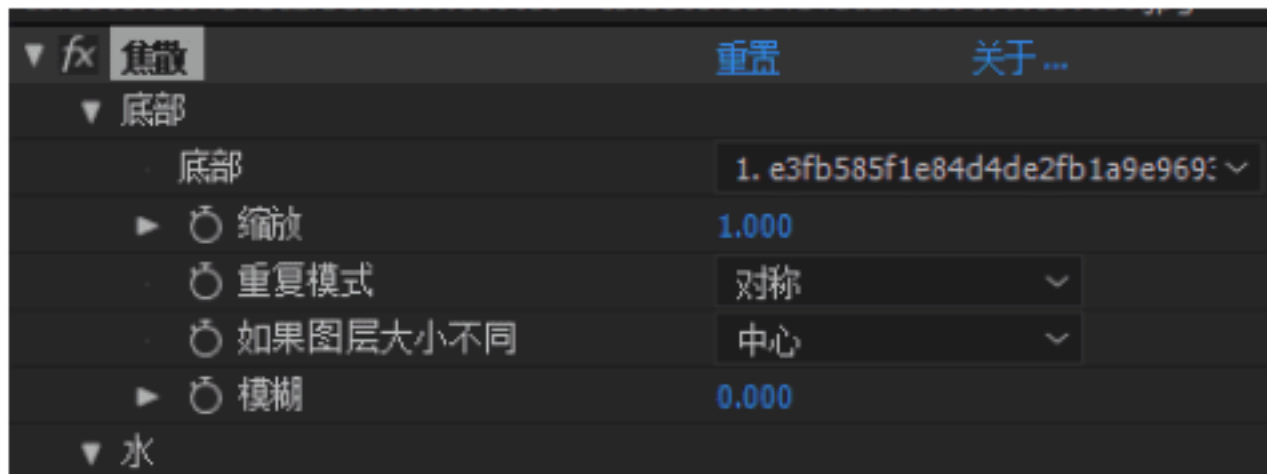 fx 焦散 重置 关于...
底部
底部 1. e3fb585f1e84d4de2fb1a9e969
缩放 1.000
重复模式 对称
如果图层大小不同 中心
模糊 0.000
水